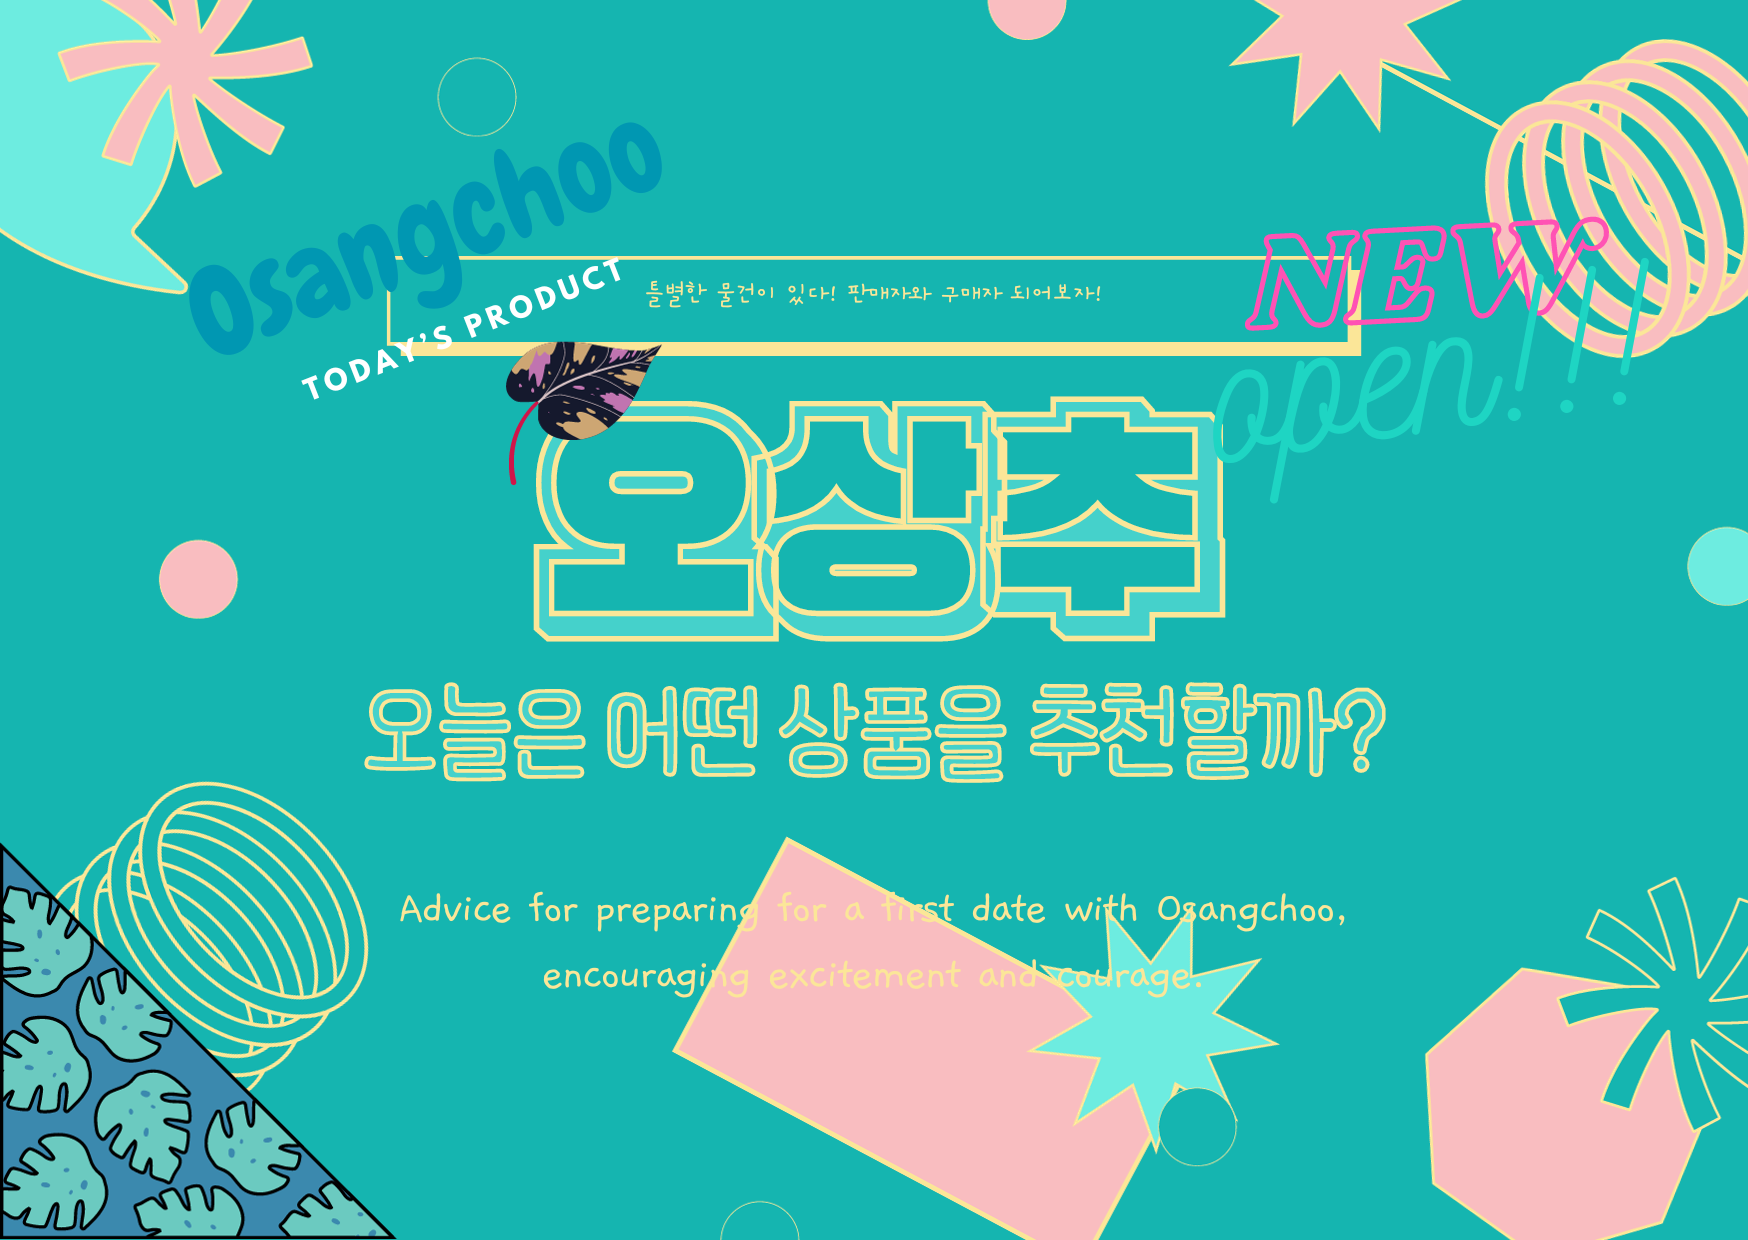 Osangchoo
TODAY'S PRODUCT
틀별한 물건이 있다! 판매자와 구매자 되어보자!
NEW
open!!!
오상추
오늘은 어떤 상품을 추천할까?
Advice for preparing for a first date with Osangchoo,
encouraging excitement and courage.